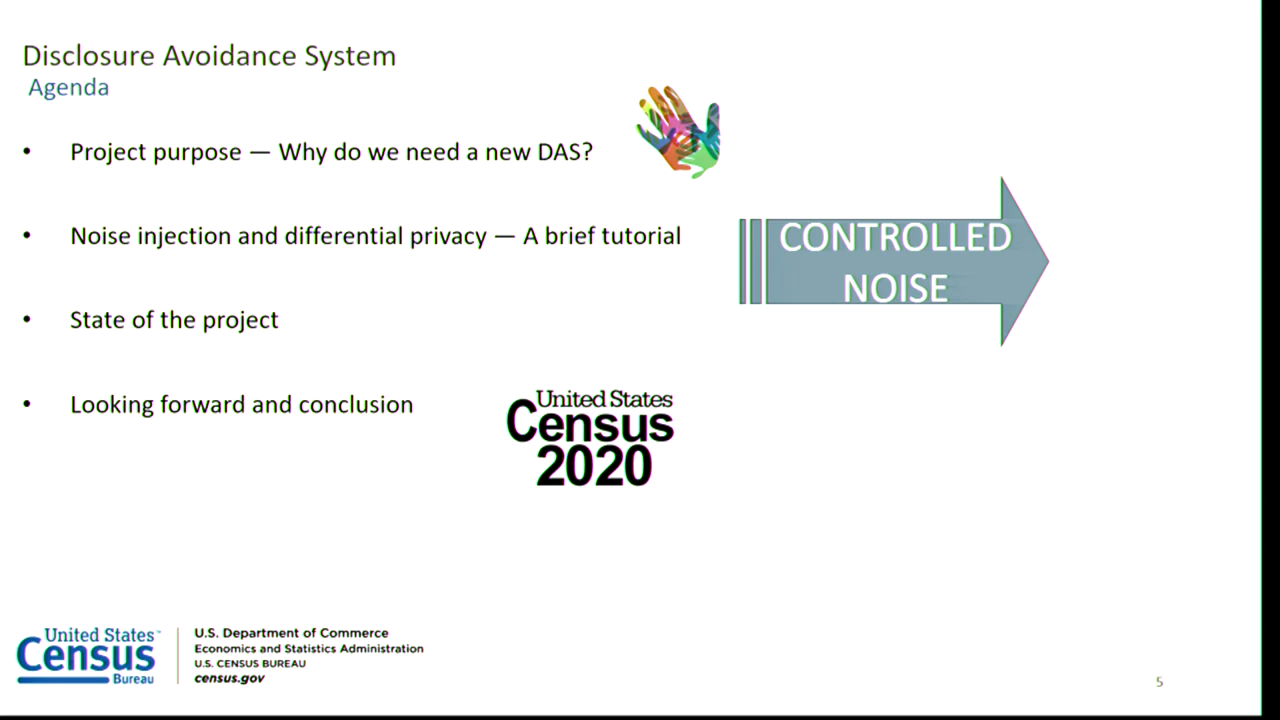 Disclosure Avoidance System
Agenda
• Project purpose — Why do we need a new DAS?
• Noise injection and differential privacy — A brief tutorial
CONTROLLED
NOISE
• State of the project
• Looking forward and conclusion
United States
Census
2020
United States™
Census
Bureau
U.S. Department of Commerce
Economics and Statistics Administration
U.S. CENSUS BUREAU
census.gov
5